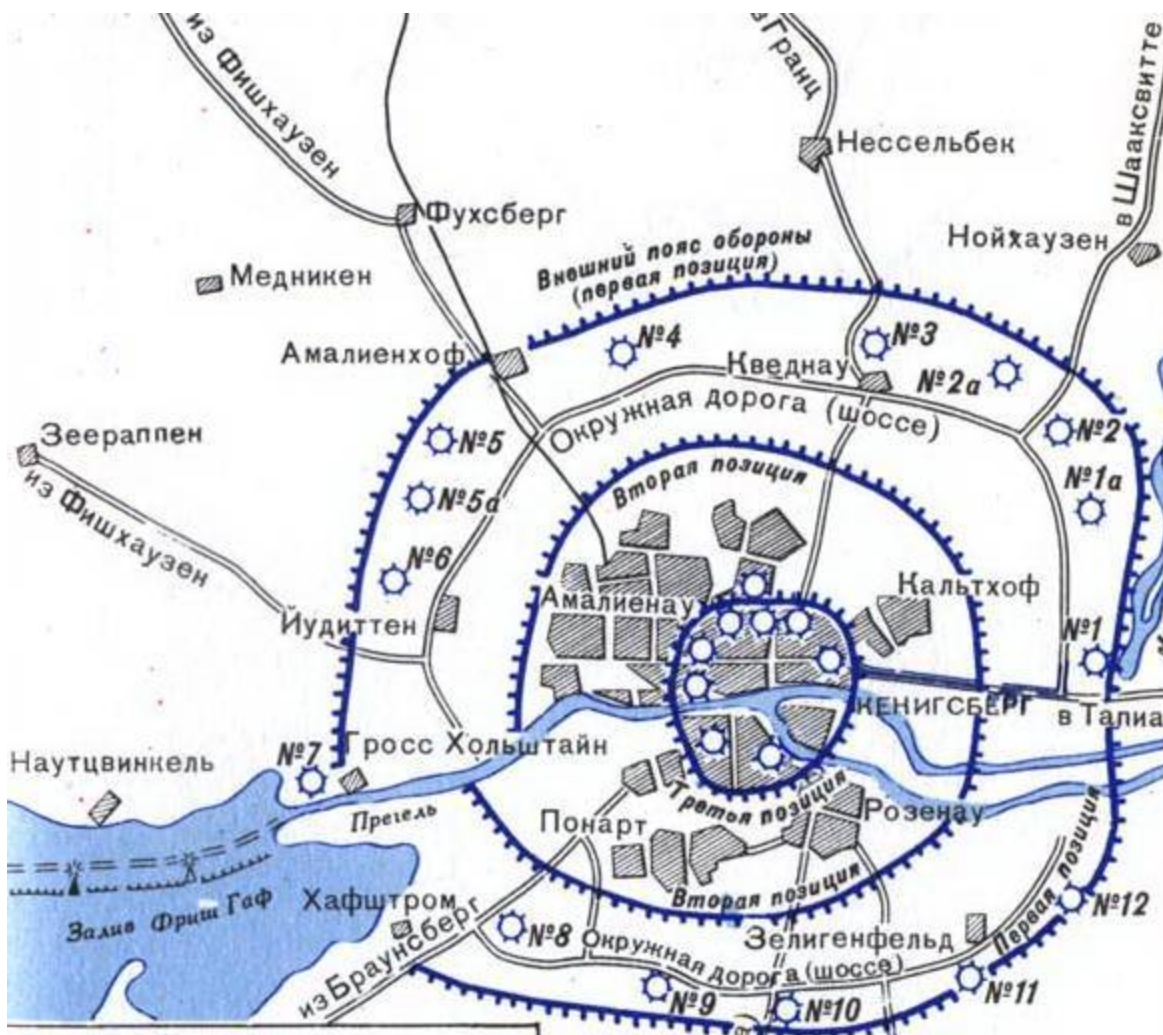 из Фишхаузен
в Гранц
в Шааксвитте
Нессельбек
Фухсберг
Нойхаузен
Медникен
Внешний пояс обороны
(первая позиция)
№4
№3
Амалиенхоф
Кведнау
№2а
Окружная дорога (шоссе)
№2
Зеераппен
№5
Вторая позиция
№1а
№5а
из Фишхаузен
№6
Амалиенау
Кальтхоф
Йудиттен
№1
КЕНИГСБЕРГ
в Тапиа
Гросс Хольштайн
№7
Наутцвинкель
Третья позиция
Розенау
Прегель
Понарт
Вторая позиция
Первая позиция
Хафштром
№12
Залив Фриш Гаф
№8
Зелигенфельд
Окружная дорога (шоссе)
из Браунсберг
№9
№10
№11